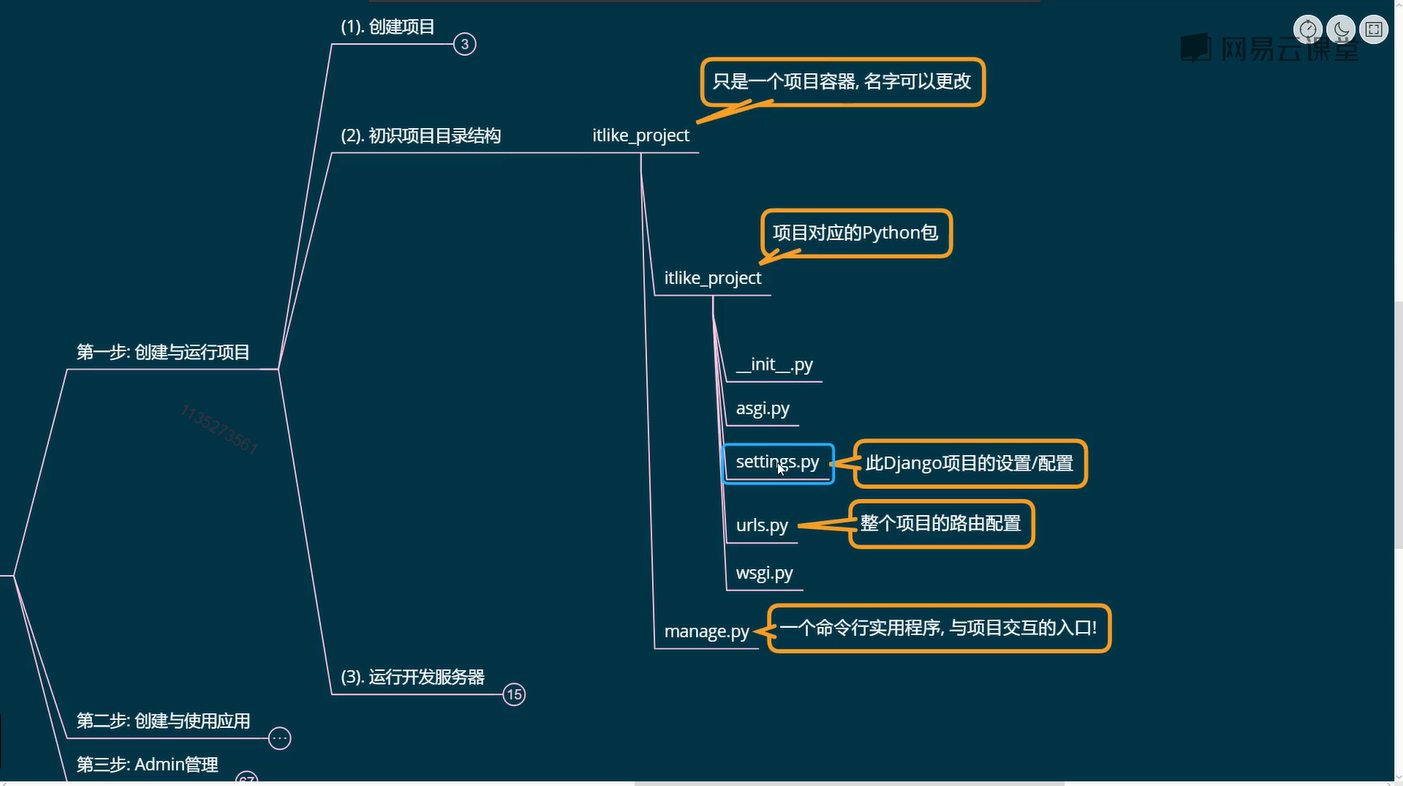 (1). 创建项目
3
网易云课堂
只是一个项目容器, 名字可以更改
(2). 初识项目目录结构
itlike_project
项目对应的Python包
itlike_project
第一步: 创建与运行项目
__init__.py
1135273561
asgi.py
settings.py
此Django项目的设置/配置
urls.py
整个项目的路由配置
wsgi.py
manage.py
一个命令行实用程序, 与项目交互的入口!
(3). 运行开发服务器
15
第二步: 创建与使用应用
...
第三步: Admin管理
67